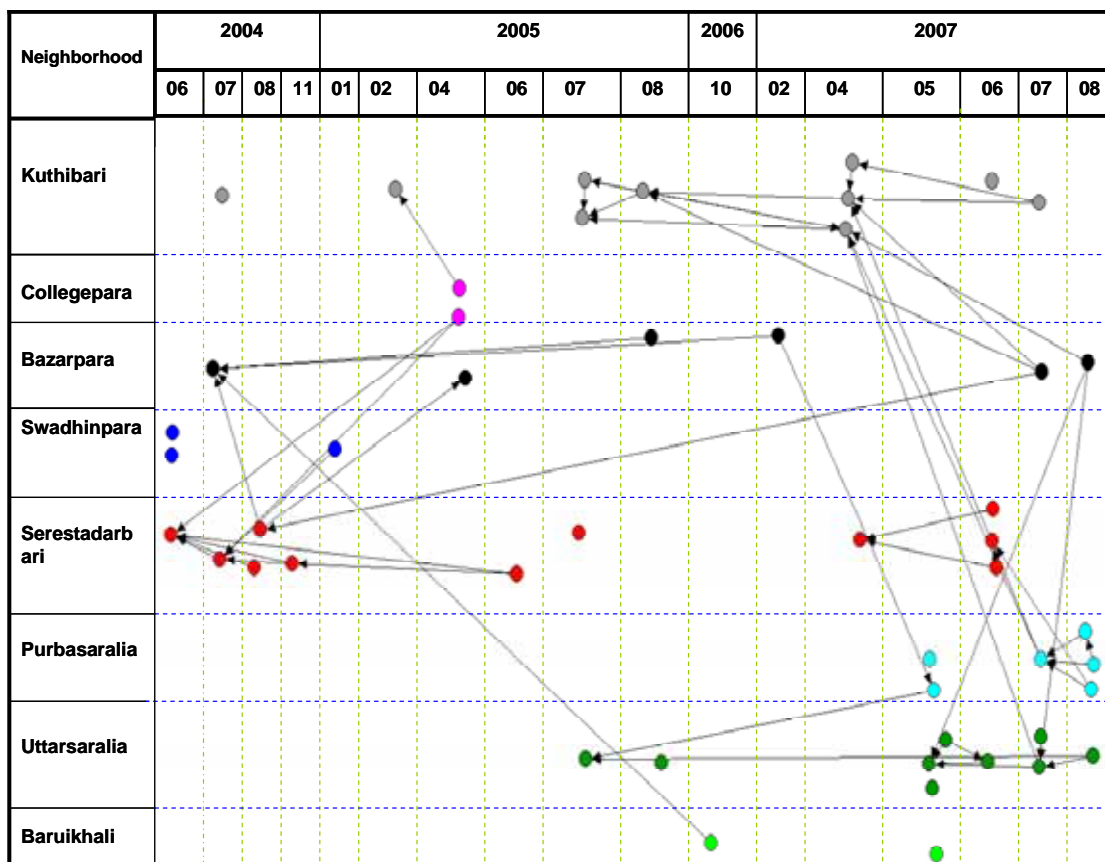 2004 2005 2006 2007
Neighborhood
06 07 08 11 01 02 04 06 07 08 10 02 04 05 06 07 08
Kuthibari
Collegepara
Bazarpara
Swadhinpara
Serestadarb
ari
Purbasaralia
Uttarsaralia
Baruikhali